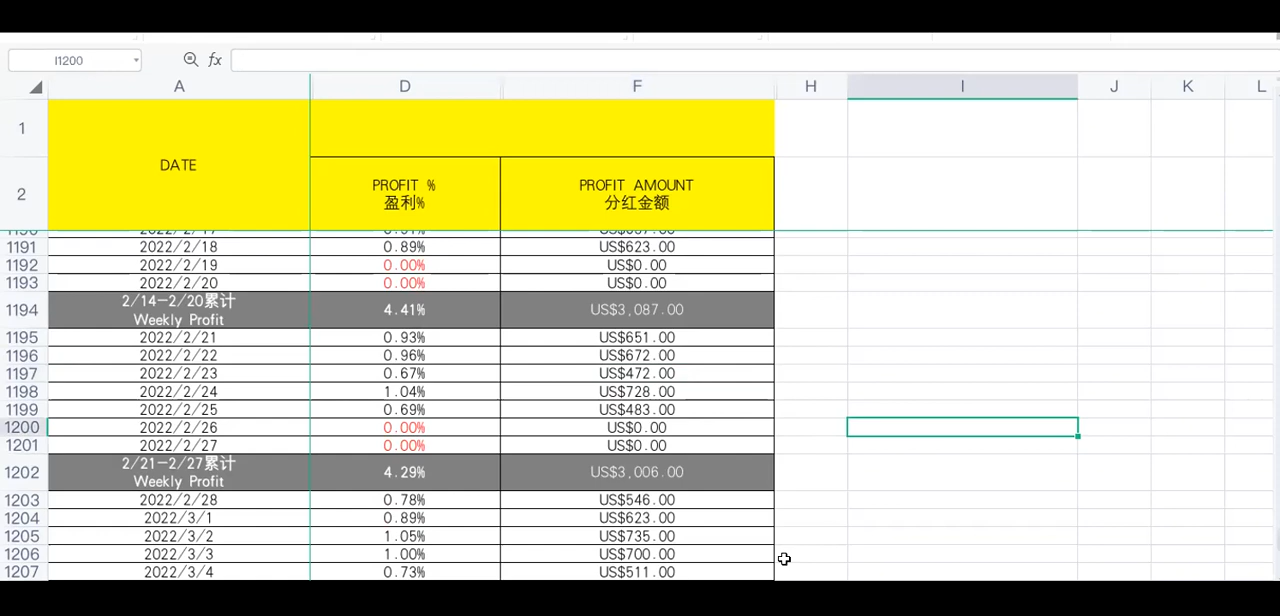 I1200 fx
A D F H I J K L
1
DATE
2 PROFIT % PROFIT AMOUNT
盈利% 分红金额
1191 2022/2/18 0.89% US$623.00
1192 2022/2/19 0.00% US$0.00
1193 2022/2/20 0.00% US$0.00
2/14-2/20累计
1194 4.41% US$3,087.00
Weekly Profit
1195 2022/2/21 0.93% US$651.00
1196 2022/2/22 0.96% US$672.00
1197 2022/2/23 0.67% US$472.00
1198 2022/2/24 1.04% US$728.00
1199 2022/2/25 0.69% US$483.00
1200 2022/2/26 0.00% US$0.00
1201 2022/2/27 0.00% US$0.00
2/21-2/27累计
1202 4.29% US$3,006.00
Weekly Profit
1203 2022/2/28 0.78% US$546.00
1204 2022/3/1 0.89% US$623.00
1205 2022/3/2 1.05% US$735.00
1206 2022/3/3 1.00% US$700.00
1207 2022/3/4 0.73% US$511.00